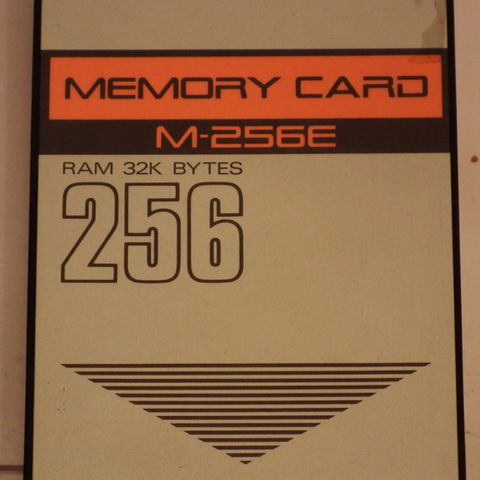 MEMORY CARD
M-256E
RAM 32K BYTES
256